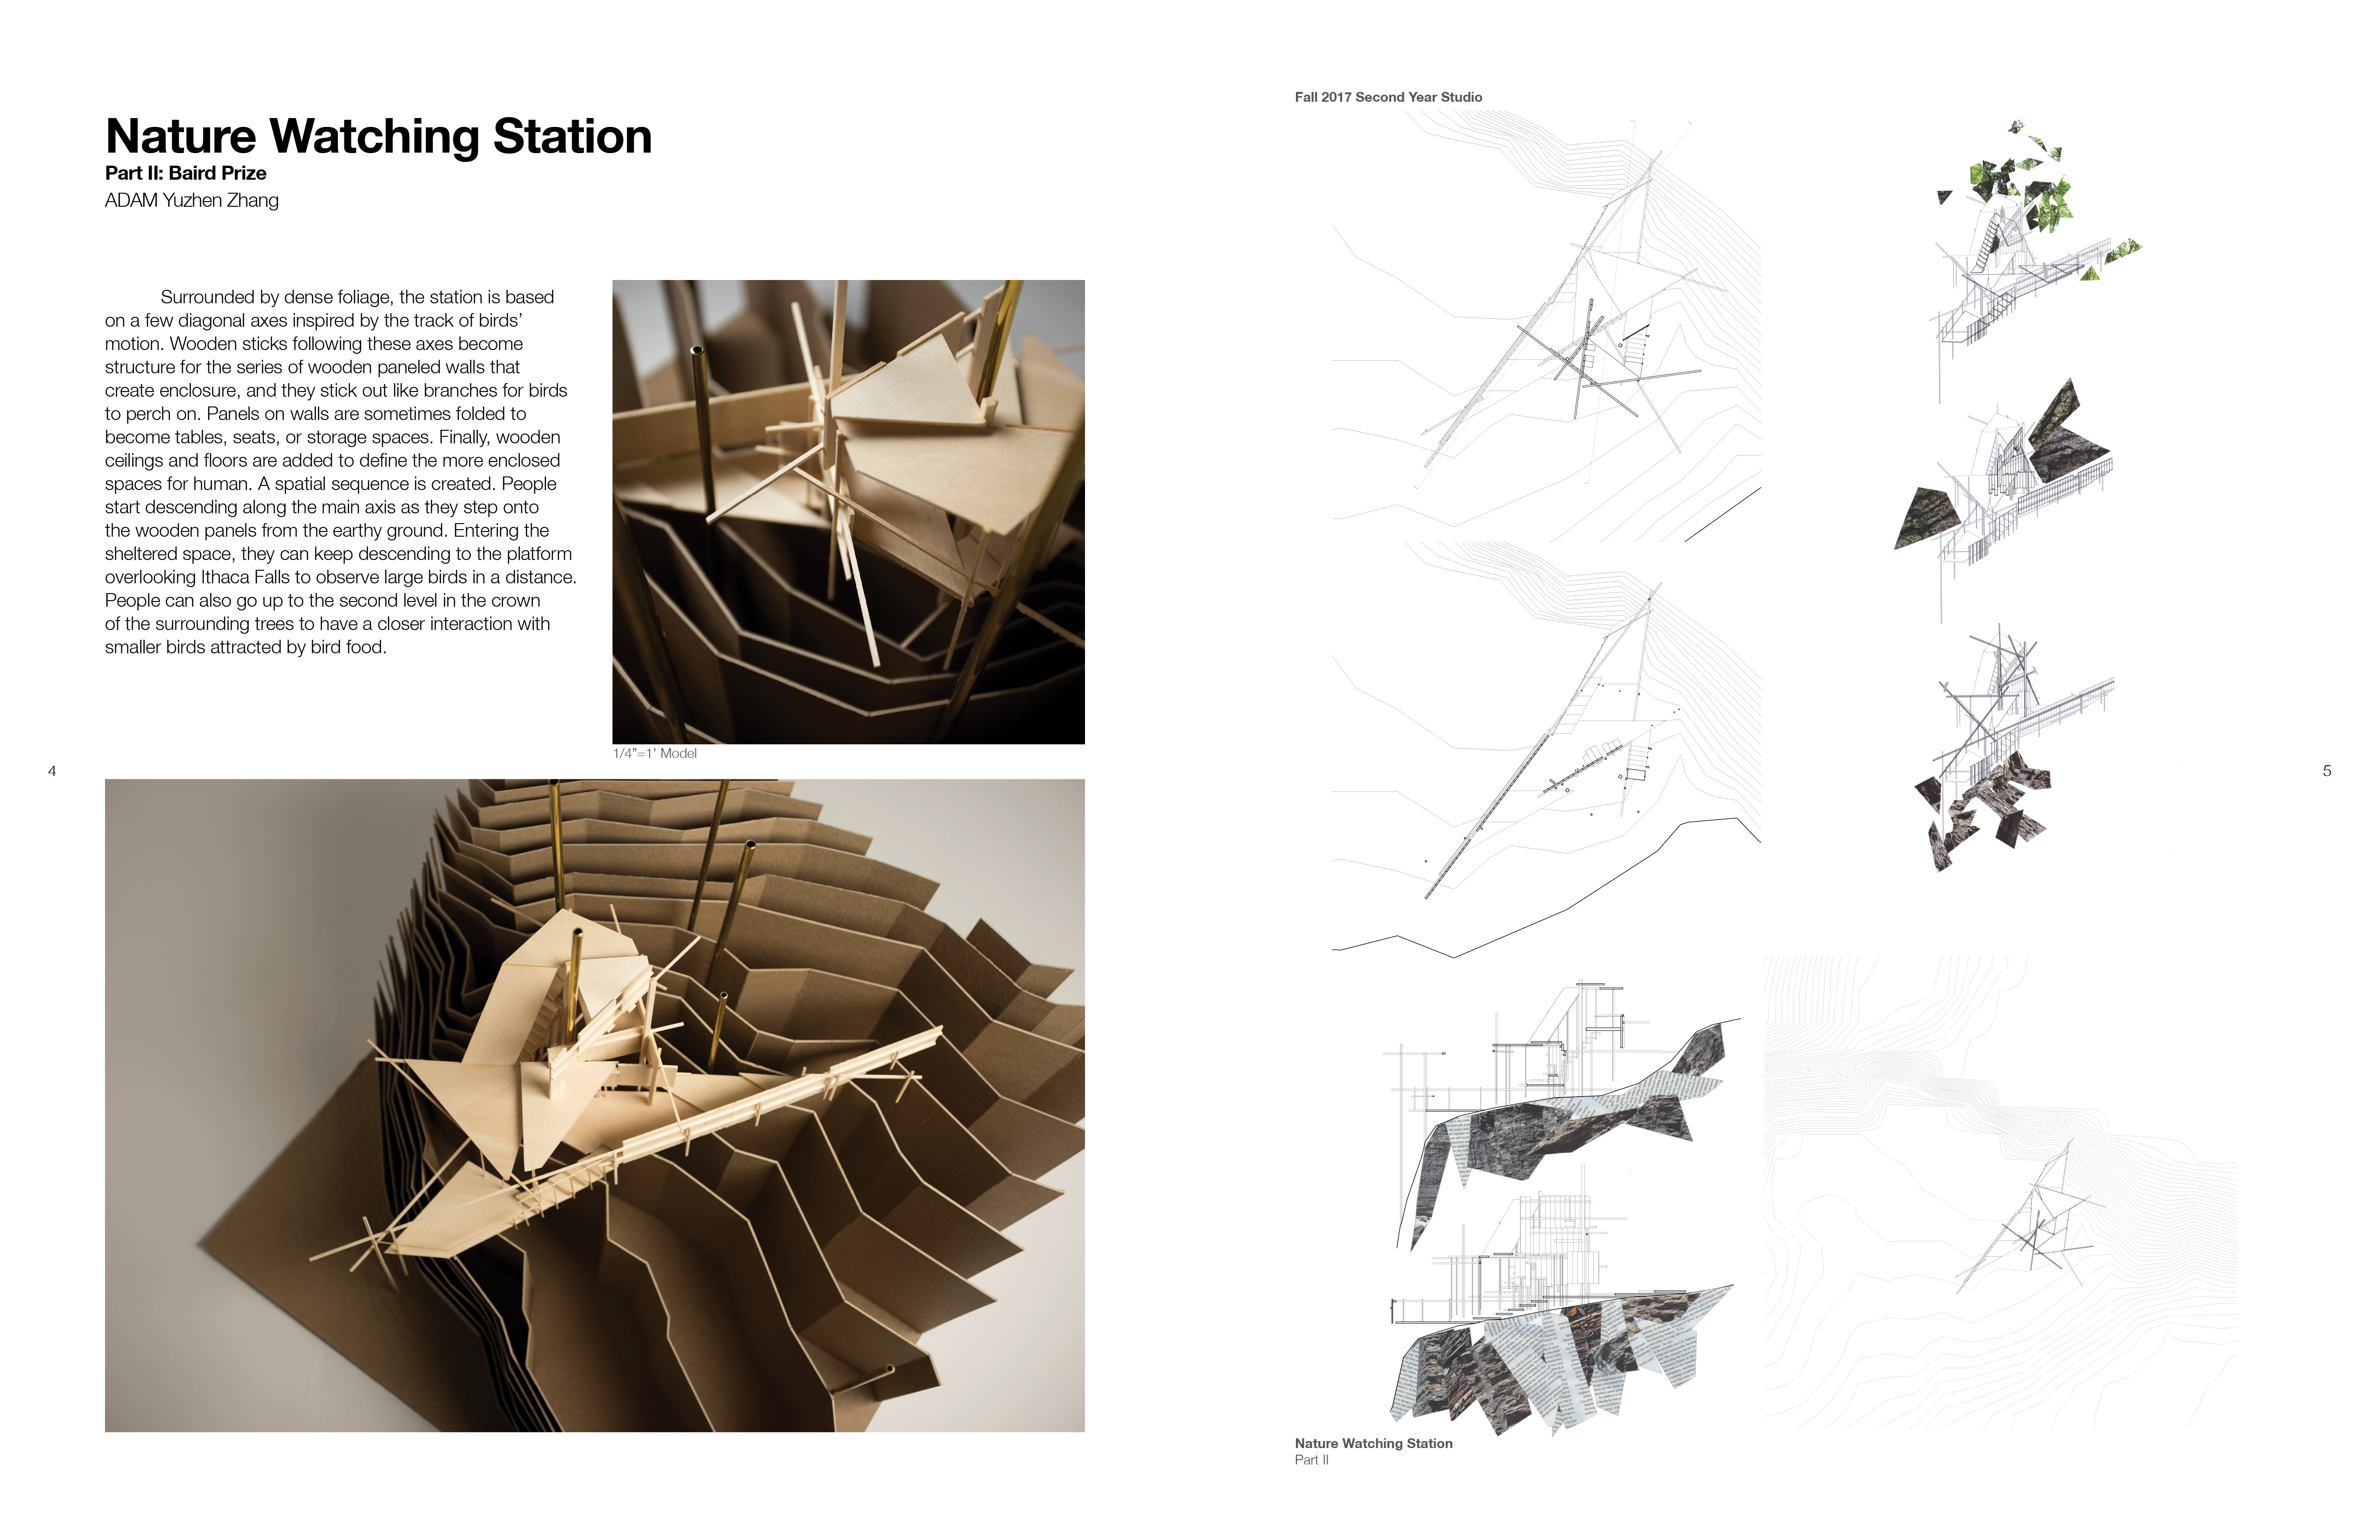 Nature Watching Station
Part II: Baird Prize
ADAM Yuzhen Zhang
Surrounded by dense foliage, the station is based
on a few diagonal axes inspired by the track of birds’
motion. Wooden sticks following these axes become
structure for the series of wooden paneled walls that
create enclosure, and they stick out like branches for birds
to perch on. Panels on walls are sometimes folded to
become tables, seats, or storage spaces. Finally, wooden
ceilings and floors are added to define the more enclosed
spaces for human. A spatial sequence is created. People
start descending along the main axis as they step onto
the wooden panels from the earthy ground. Entering the
sheltered space, they can keep descending to the platform
overlooking Ithaca Falls to observe large birds in a distance.
People can also go up to the second level in the crown
of the surrounding trees to have a closer interaction with
smaller birds attracted by bird food.
1/4”=1’ Model
4
Fall 2017 Second Year Studio
5
Nature Watching Station
Part II